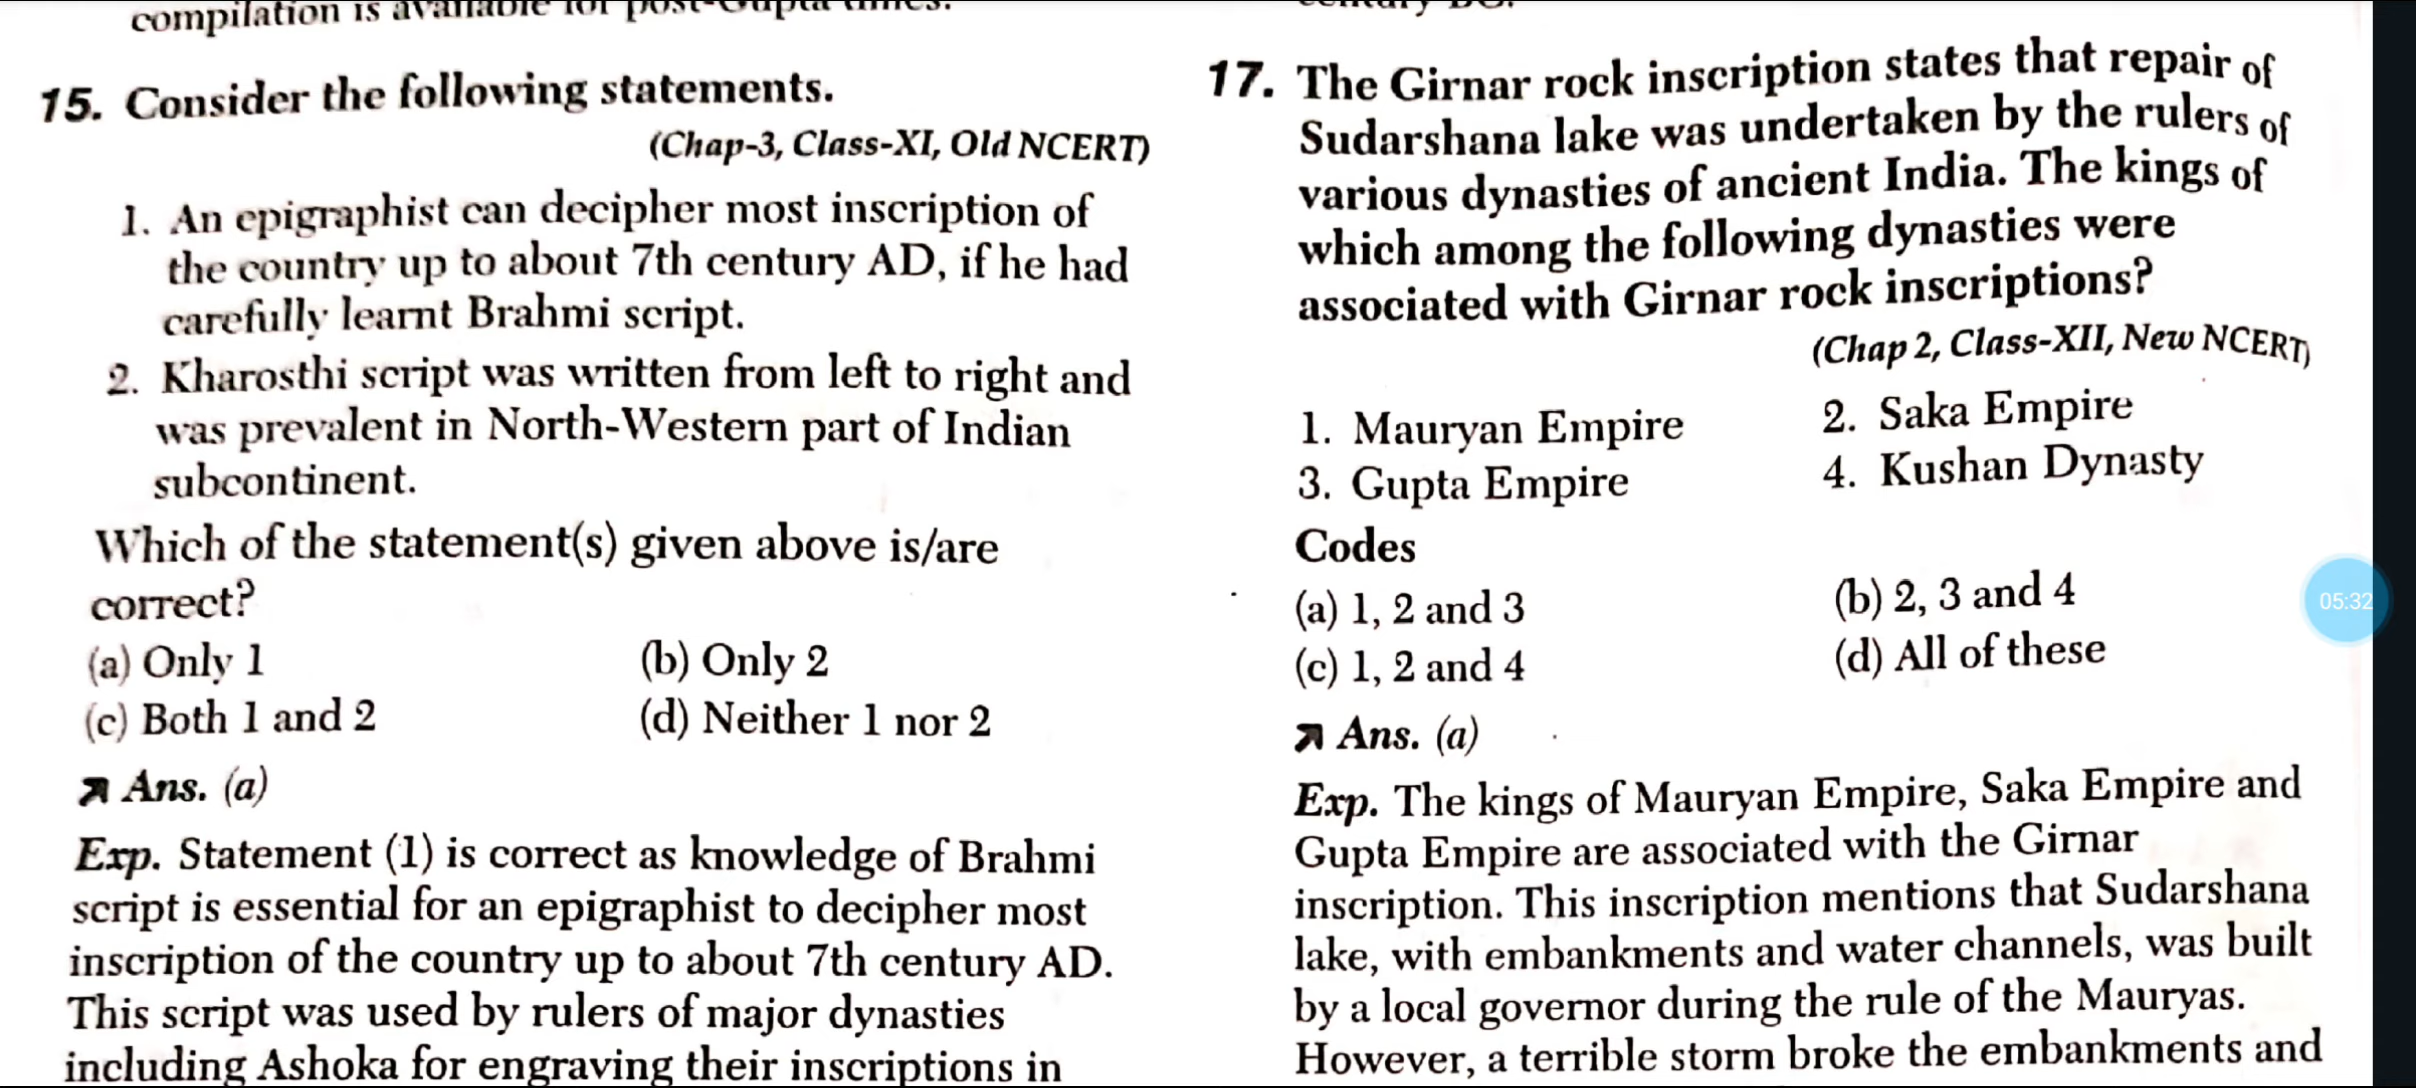 compilation is available for post-Gupta times.
15. Consider the following statements.
(Chap-3, Class-XI, Old NCERT)
1. An epigraphist can decipher most inscription of
the country up to about 7th century AD, if he had
carefully learnt Brahmi script.
2. Kharosthi script was written from left to right and
was prevalent in North-Western part of Indian
subcontinent.
Which of the statement(s) given above is/are
correct?
(a) Only 1 (b) Only 2
(c) Both 1 and 2 (d) Neither 1 nor 2
Ans. (a)
Exp. Statement (1) is correct as knowledge of Brahmi
script is essential for an epigraphist to decipher most
inscription of the country up to about 7th century AD.
This script was used by rulers of major dynasties
including Ashoka for engraving their inscriptions in
century BC.
17. The Girnar rock inscription states that repair of
Sudarshana lake was undertaken by the rulers of
various dynasties of ancient India. The kings of
which among the following dynasties were
associated with Girnar rock inscriptions?
(Chap 2, Class-XII, New NCERT)
1. Mauryan Empire 2. Saka Empire
3. Gupta Empire 4. Kushan Dynasty
Codes
(a) 1, 2 and 3 (b) 2, 3 and 4
(c) 1, 2 and 4 (d) All of these
Ans. (a)
Exp. The kings of Mauryan Empire, Saka Empire and
Gupta Empire are associated with the Girnar
inscription. This inscription mentions that Sudarshana
lake, with embankments and water channels, was built
by a local governor during the rule of the Mauryas.
However, a terrible storm broke the embankments and
05:32